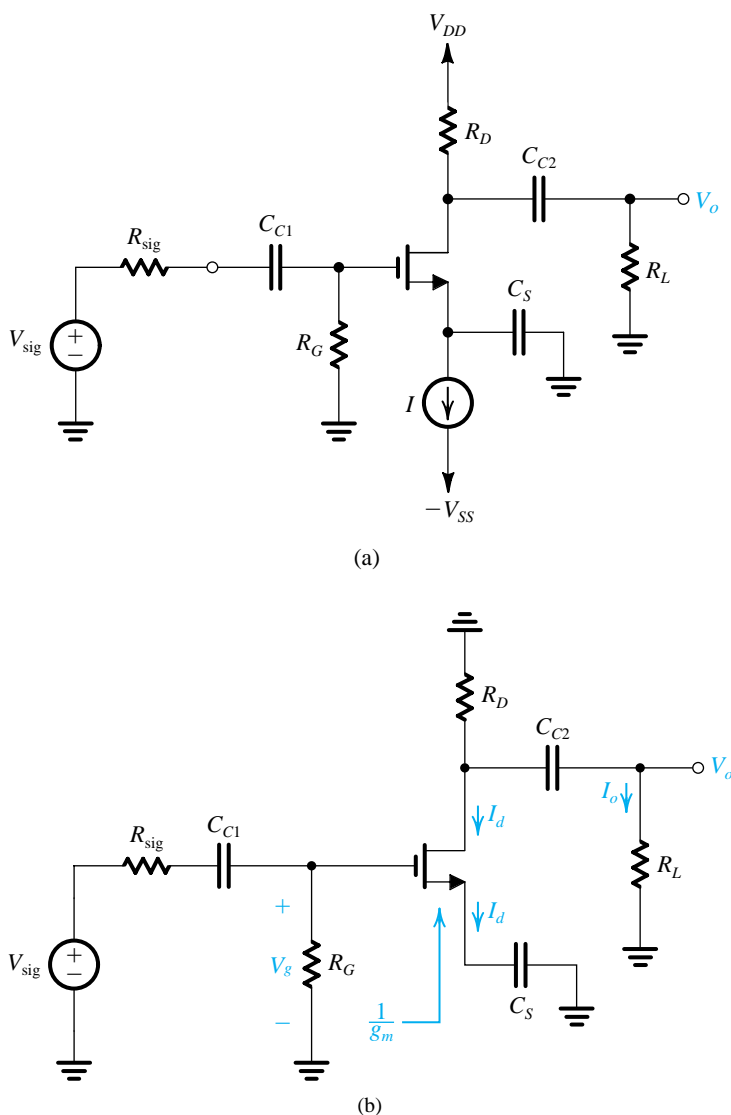 V_DD
R_D
C_C2
V_o
C_C1
R_sig
R_L
C_S
V_sig
+
−
R_G
I
−V_SS
(a)
R_D
C_C2
V_o
I_o
I_d
C_C1
R_sig
R_L
+
I_d
V_sig
+
−
V_g
R_G
C_S
−
1/g_m
(b)